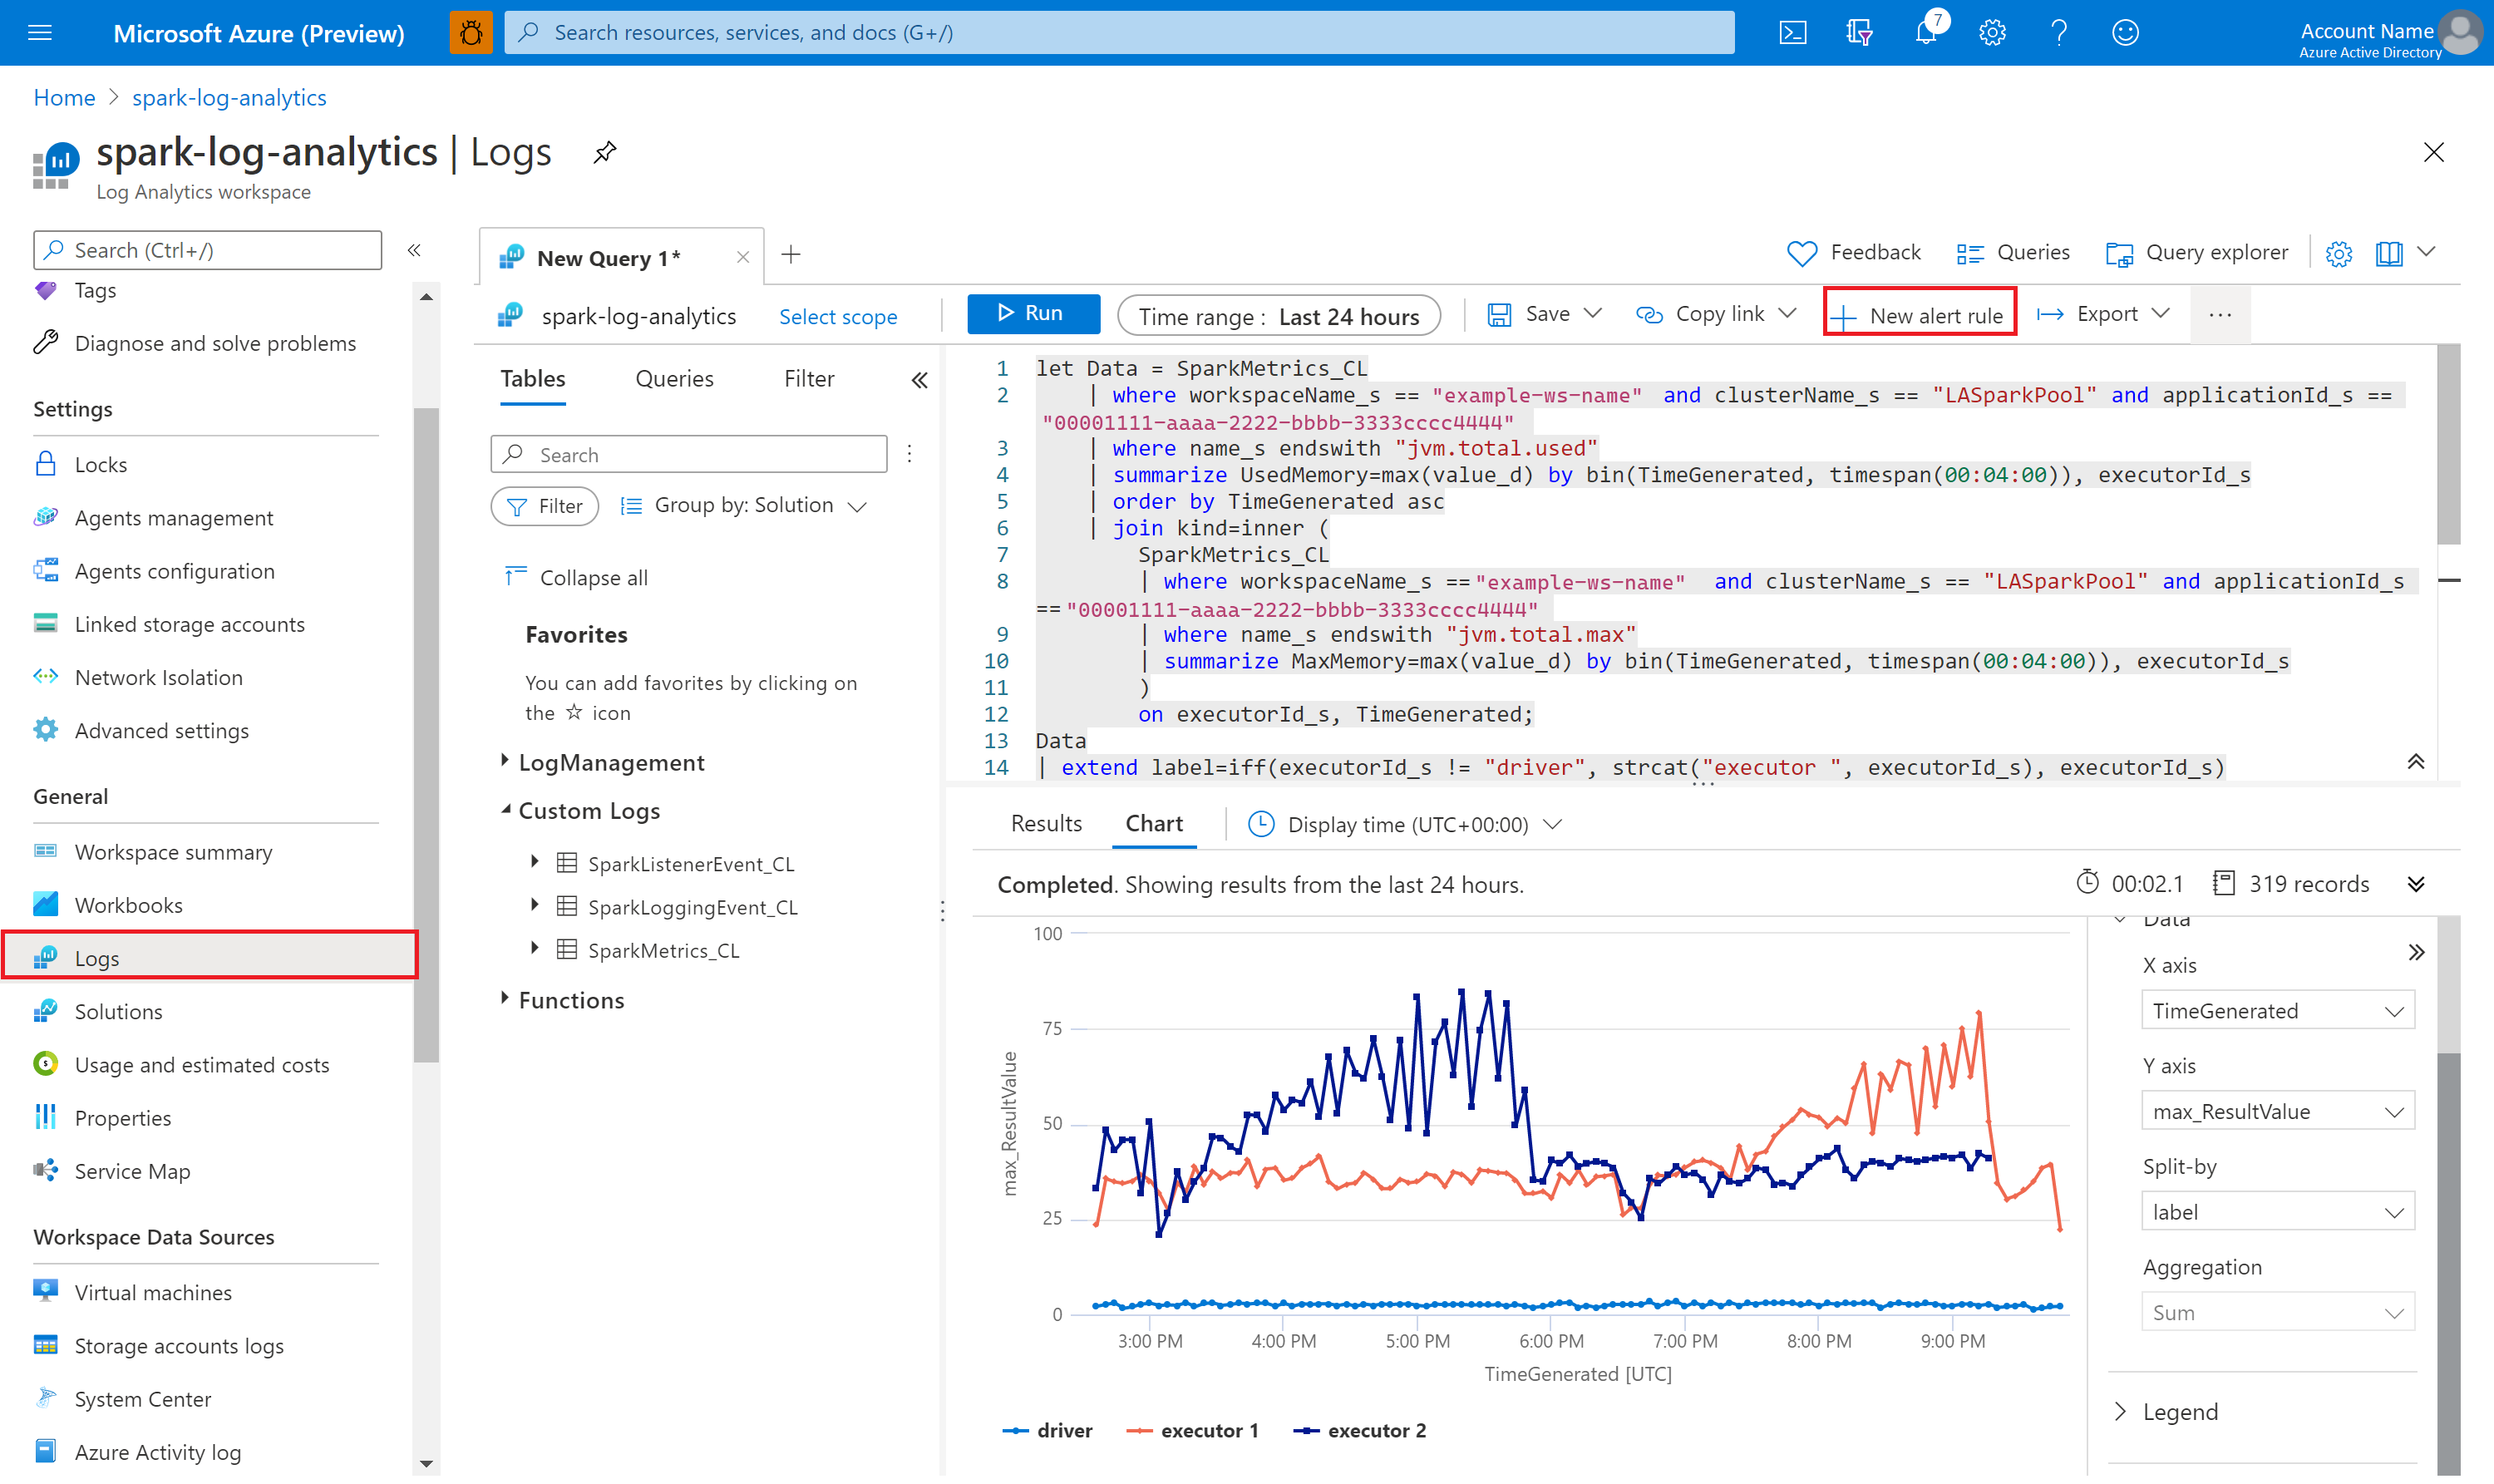 Microsoft Azure (Preview)
Search resources, services, and docs (G+/)
7
Account Name
Azure Active Directory
Home > spark-log-analytics
spark-log-analytics | Logs
Log Analytics workspace
Search (Ctrl+/)
«
Tags
Diagnose and solve problems
Settings
Locks
Agents management
Agents configuration
Linked storage accounts
Network Isolation
Advanced settings
General
Workspace summary
Workbooks
Logs
Solutions
Usage and estimated costs
Properties
Service Map
Workspace Data Sources
Virtual machines
Storage accounts logs
System Center
Azure Activity log
New Query 1*
Feedback
Queries
Query explorer
spark-log-analytics
Select scope
Run
Time range : Last 24 hours
Save
Copy link
New alert rule
Export
...
Tables
Queries
Filter
«
Search
Filter
Group by: Solution
Collapse all
Favorites
You can add favorites by clicking on
the ☆ icon
LogManagement
Custom Logs
SparkListenerEvent_CL
SparkLoggingEvent_CL
SparkMetrics_CL
Functions
1 let Data = SparkMetrics_CL
2 | where workspaceName_s == "example-ws-name" and clusterName_s == "LASparkPool" and applicationId_s ==
"00001111-aaaa-2222-bbbb-3333cccc4444"
3 | where name_s endswith "jvm.total.used"
4 | summarize UsedMemory=max(value_d) by bin(TimeGenerated, timespan(00:04:00)), executorId_s
5 | order by TimeGenerated asc
6 | join kind=inner (
7 SparkMetrics_CL
8 | where workspaceName_s =="example-ws-name" and clusterName_s == "LASparkPool" and applicationId_s
=="00001111-aaaa-2222-bbbb-3333cccc4444"
9 | where name_s endswith "jvm.total.max"
10 | summarize MaxMemory=max(value_d) by bin(TimeGenerated, timespan(00:04:00)), executorId_s
11 )
12 on executorId_s, TimeGenerated;
13 Data
14 | extend label=iff(executorId_s != "driver", strcat("executor ", executorId_s), executorId_s)
Results
Chart
Display time (UTC+00:00)
Completed. Showing results from the last 24 hours.
00:02.1
319 records
100
75
50
25
0
max_ResultValue
3:00 PM
4:00 PM
5:00 PM
6:00 PM
7:00 PM
8:00 PM
9:00 PM
TimeGenerated [UTC]
driver
executor 1
executor 2
Data
X axis
TimeGenerated
Y axis
max_ResultValue
Split-by
label
Aggregation
Sum
Legend